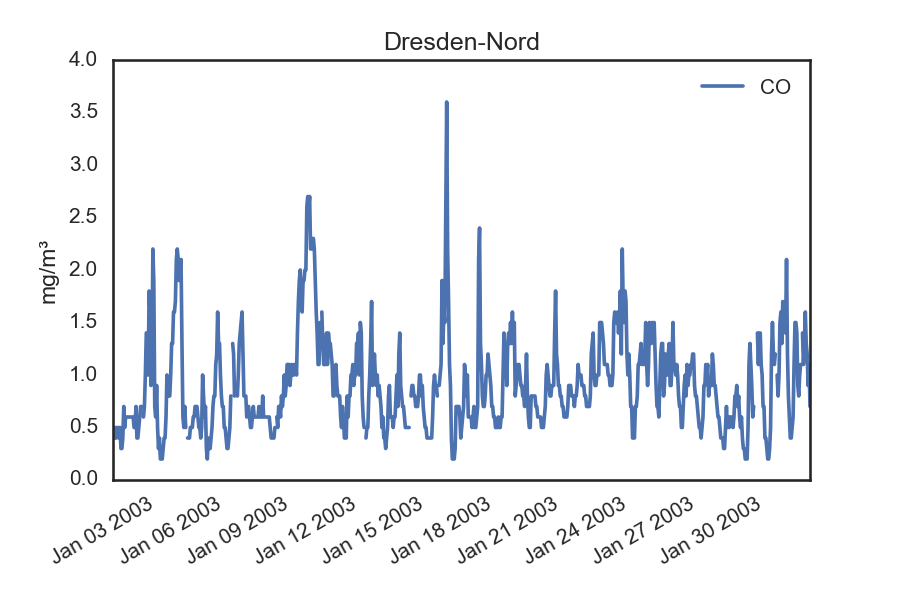 Dresden-Nord
4.0
3.5
3.0
2.5
2.0
1.5
1.0
0.5
0.0
mg/m³
CO
Jan 03 2003
Jan 06 2003
Jan 09 2003
Jan 12 2003
Jan 15 2003
Jan 18 2003
Jan 21 2003
Jan 24 2003
Jan 27 2003
Jan 30 2003